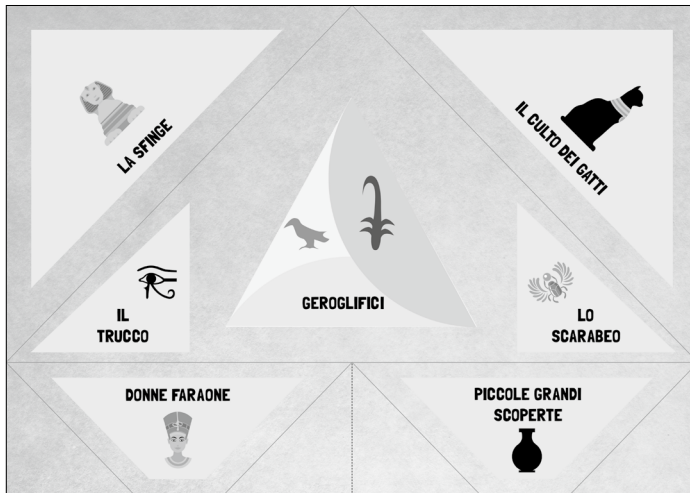 LA SFINGE
IL CULTO DEI GATTI
GEROGLIFICI
IL
TRUCCO
LO
SCARABEO
DONNE FARAONE
PICCOLE GRANDI
SCOPERTE